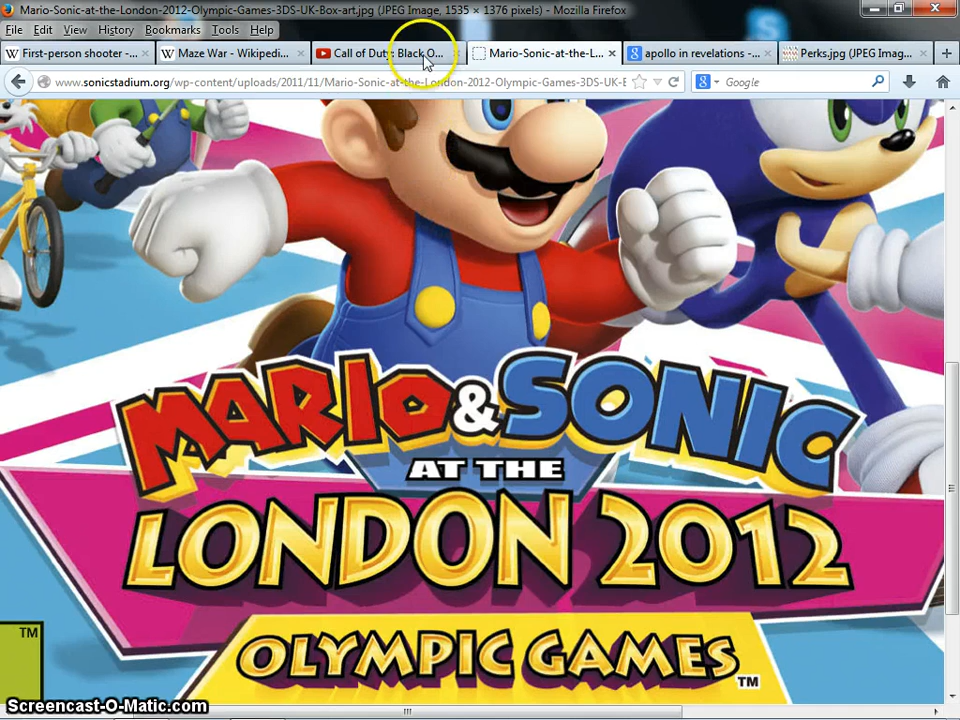 Mario-Sonic-at-the-London-2012-Olympic-Games-3DS-UK-Box-art.jpg (JPEG Image, 1535 × 1376 pixels) - Mozilla Firefox
File Edit View History Bookmarks Tools Help
First-person shooter - ... Maze War - Wikipedi... Call of Duty: Black O... Mario-Sonic-at-the-L... apollo in revelations - ... Perks.jpg (JPEG Imag...
www.sonicstadium.org/wp-content/uploads/2011/11/Mario-Sonic-at-the-London-2012-Olympic-Games-3DS-UK-E Google
MARIO & SONIC
AT THE
LONDON 2012
OLYMPIC GAMES TM
TM
Screencast-O-Matic.com